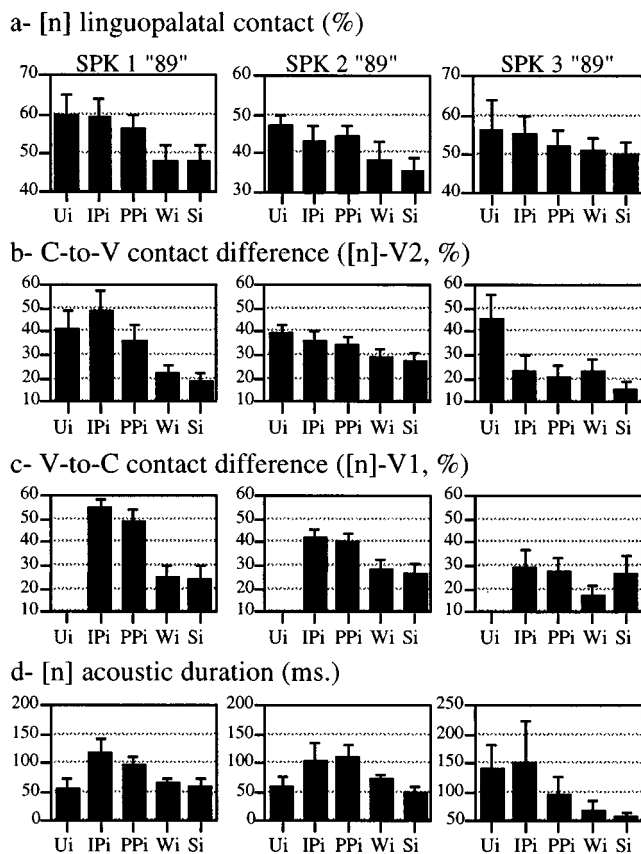 a- [n] linguopalatal contact (%)
SPK 1 "89" SPK 2 "89" SPK 3 "89"
70 60 70
60 50 60
50 40 50
40 30 40
Ui IPi PPi Wi Si Ui IPi PPi Wi Si Ui IPi PPi Wi Si
b- C-to-V contact difference ([n]-V2, %)
60 60 60
50 50 50
40 40 40
30 30 30
20 20 20
10 10 10
Ui IPi PPi Wi Si Ui IPi PPi Wi Si Ui IPi PPi Wi Si
c- V-to-C contact difference ([n]-V1, %)
60 60 60
50 50 50
40 40 40
30 30 30
20 20 20
10 10 10
Ui IPi PPi Wi Si Ui IPi PPi Wi Si Ui IPi PPi Wi Si
d- [n] acoustic duration (ms.)
200 200 250
150 150 200
100 100 150
50 50 100
0 0 50
Ui IPi PPi Wi Si Ui IPi PPi Wi Si Ui IPi PPi Wi Si